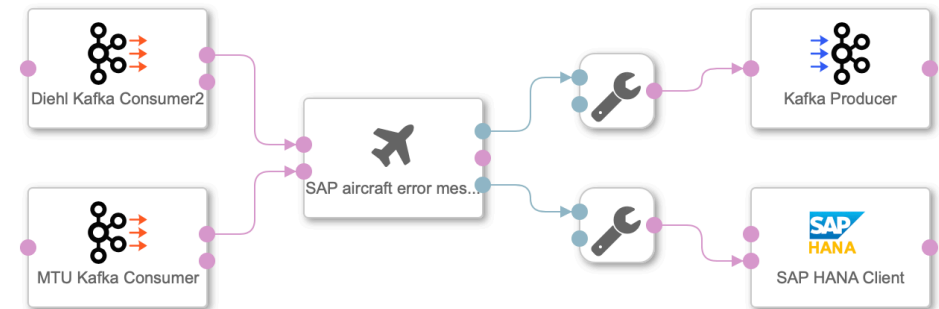 Diehl Kafka Consumer2
MTU Kafka Consumer
SAP aircraft error mes...
Kafka Producer
SAP
HANA
SAP HANA Client